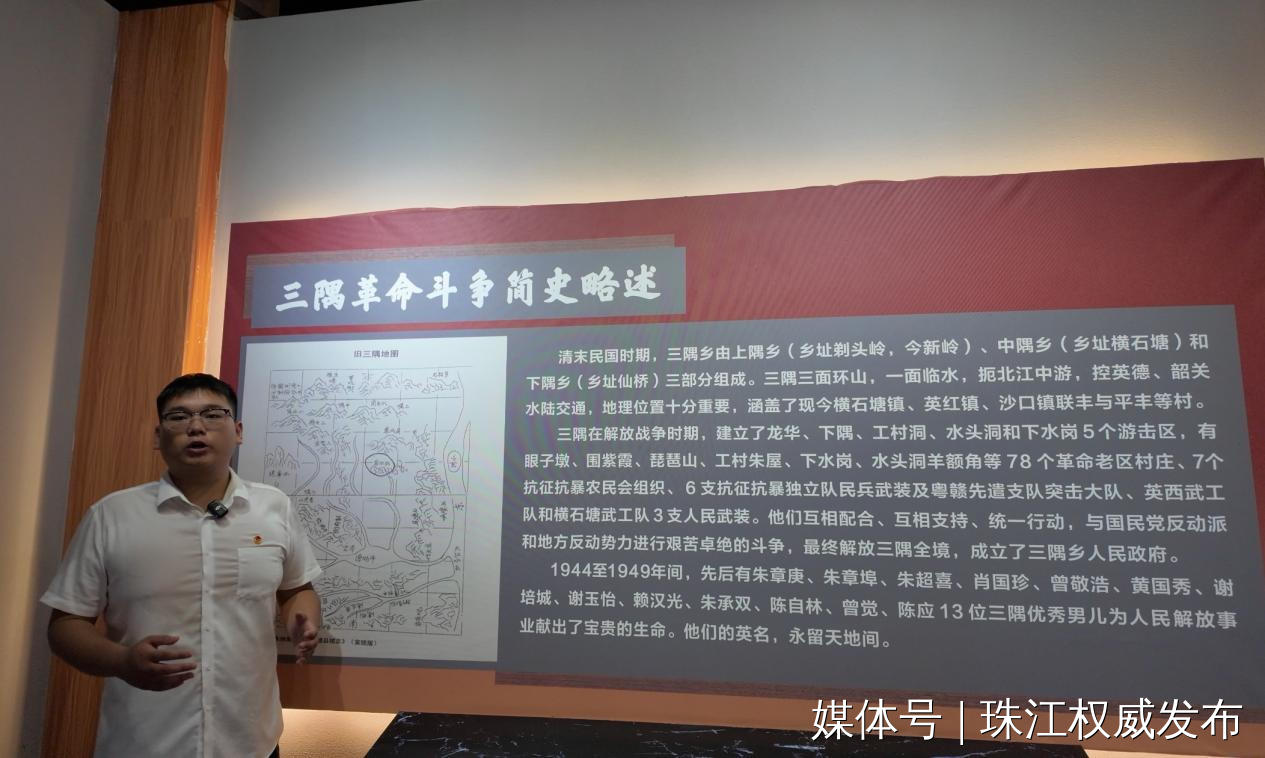 三隅革命斗争简史略述
旧三隅地图
清末民国时期，三隅乡由上隅乡（乡址剃头岭，今新岭）、中隅乡（乡址横石塘）和
下隅乡（乡址仙桥）三部分组成。三隅三面环山，一面临水，扼北江中游，控英德、韶关
水陆交通，地理位置十分重要，涵盖了现今横石塘镇、英红镇、沙口镇联丰与平丰等村。
三隅在解放战争时期，建立了龙华、下隅、工村洞、水头洞和下水岗5个游击区，有
眼子墩、围紫霞、琵琶山、工村朱屋、下水岗、水头洞羊额角等78个革命老区村庄、7个
抗征抗暴农民会组织、6支抗征抗暴独立队民兵武装及粤赣先遣支队突击大队、英西武工
队和横石塘武工队3支人民武装。他们互相配合、互相支持、统一行动，与国民党反动派
和地方反动势力进行艰苦卓绝的斗争，最终解放三隅全境，成立了三隅乡人民政府。
1944至1949年间，先后有朱章庚、朱章埠、朱超喜、肖国珍、曾敬浩、黄国秀、谢
培城、谢玉怡、赖汉光、朱承双、陈自林、曾觉、陈应13位三隅优秀男儿为人民解放事
业献出了宝贵的生命。他们的英名，永留天地间。
媒体号 | 珠江权威发布